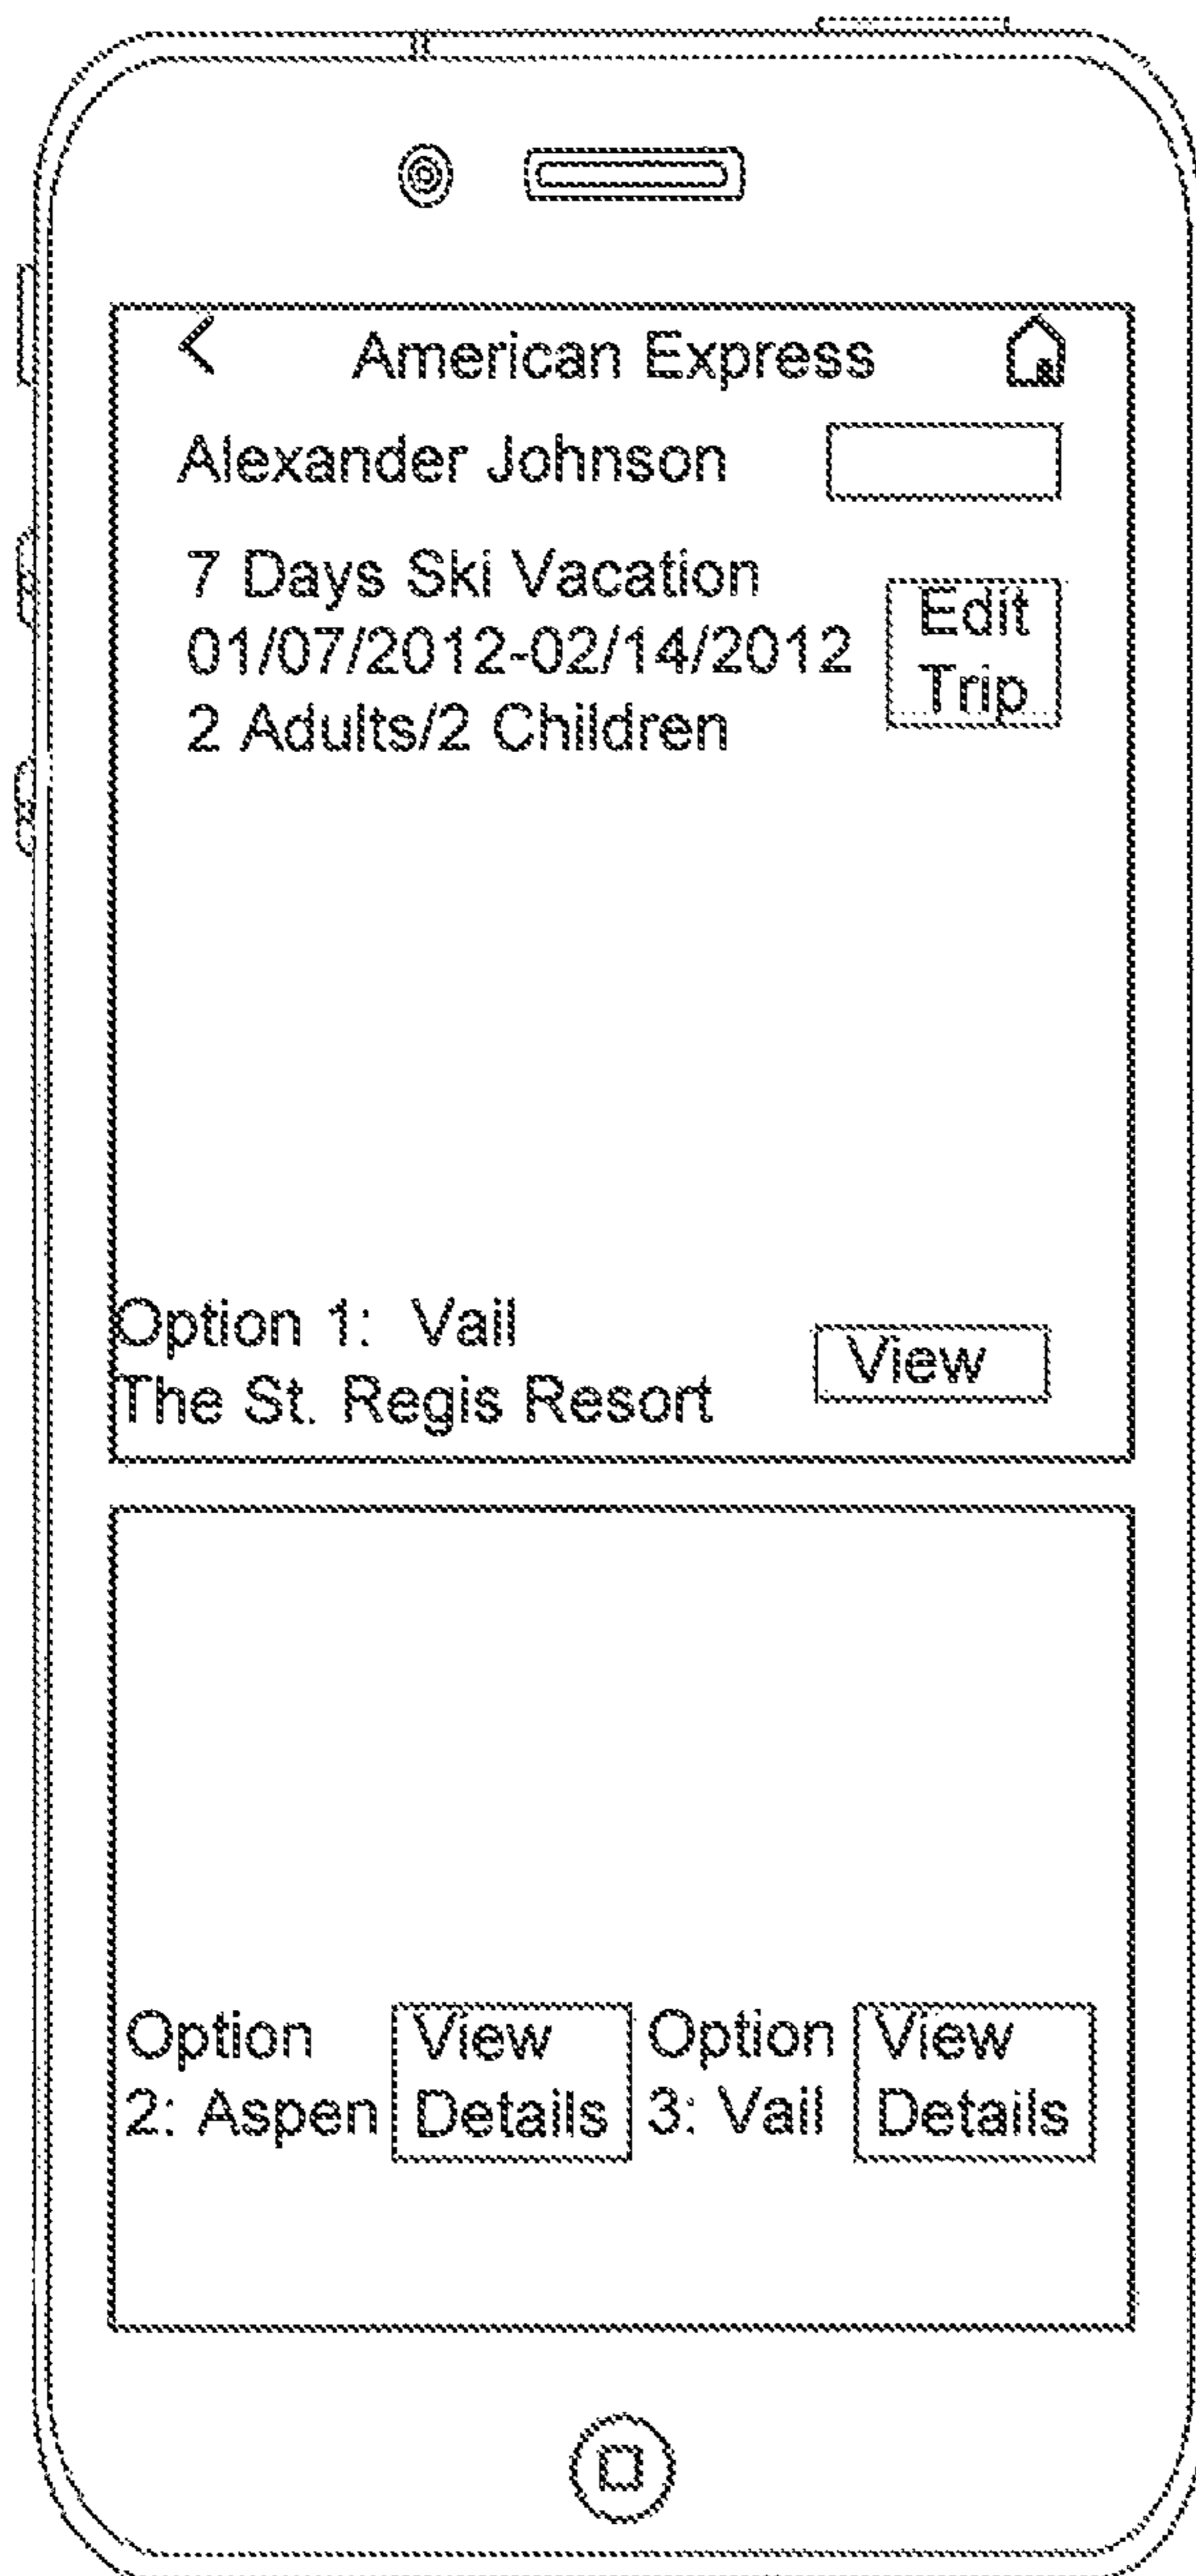 American Express
Alexander Johnson
7 Days Ski Vacation
01/07/2012-02/14/2012
2 Adults/2 Children
Edit
Trip
Option 1: Vail
The St. Regis Resort
View
Option
2: Aspen
View
Details
Option
3: Vail
View
Details